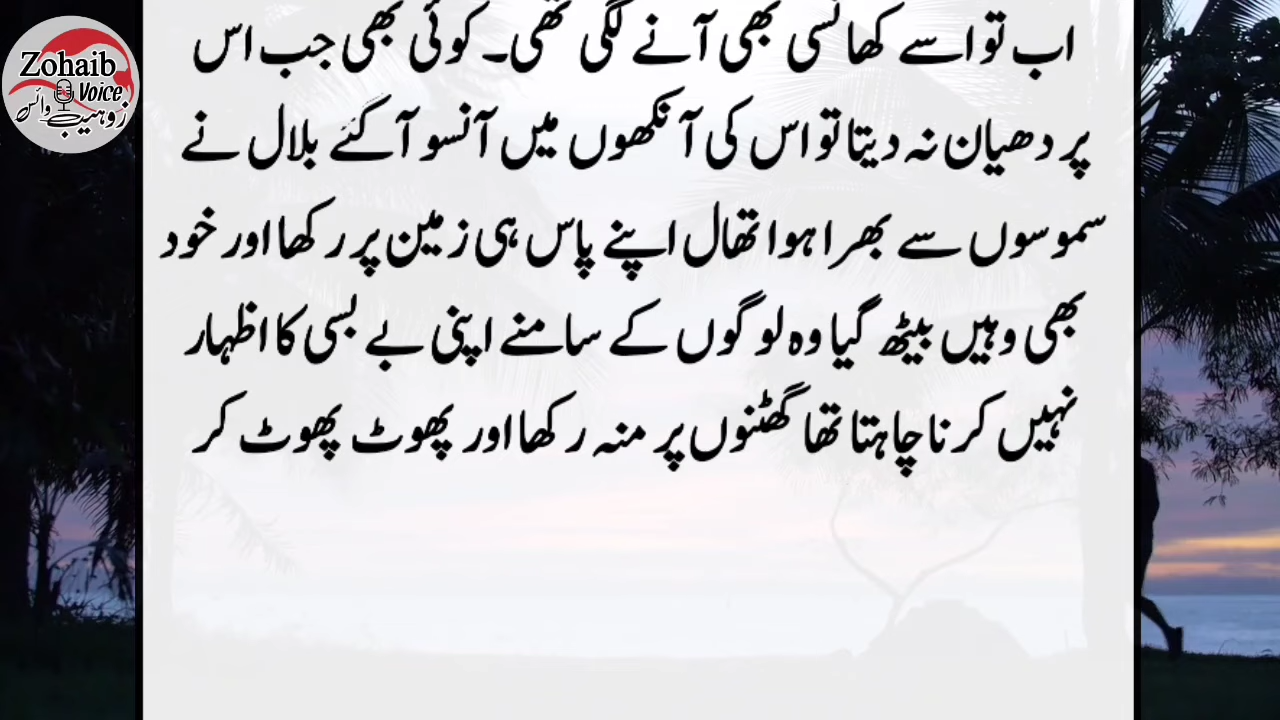 Zohaib
Voice
زوہیب وائس
اب تو اسے کھانسی بھی آنے لگی تھی۔ کوئی بھی جب اس
پر دھیان نہ دیتا تو اس کی آنکھوں میں آنسو آ گئے بلال نے
سموسوں سے بھرا ہوا تھال اپنے پاس ہی زمین پر رکھا اور خود
بھی وہیں بیٹھ گیا وہ لوگوں کے سامنے اپنی بے بسی کا اظہار
نہیں کرنا چاہتا تھا گھٹنوں پر منہ رکھا اور پھوٹ پھوٹ کر